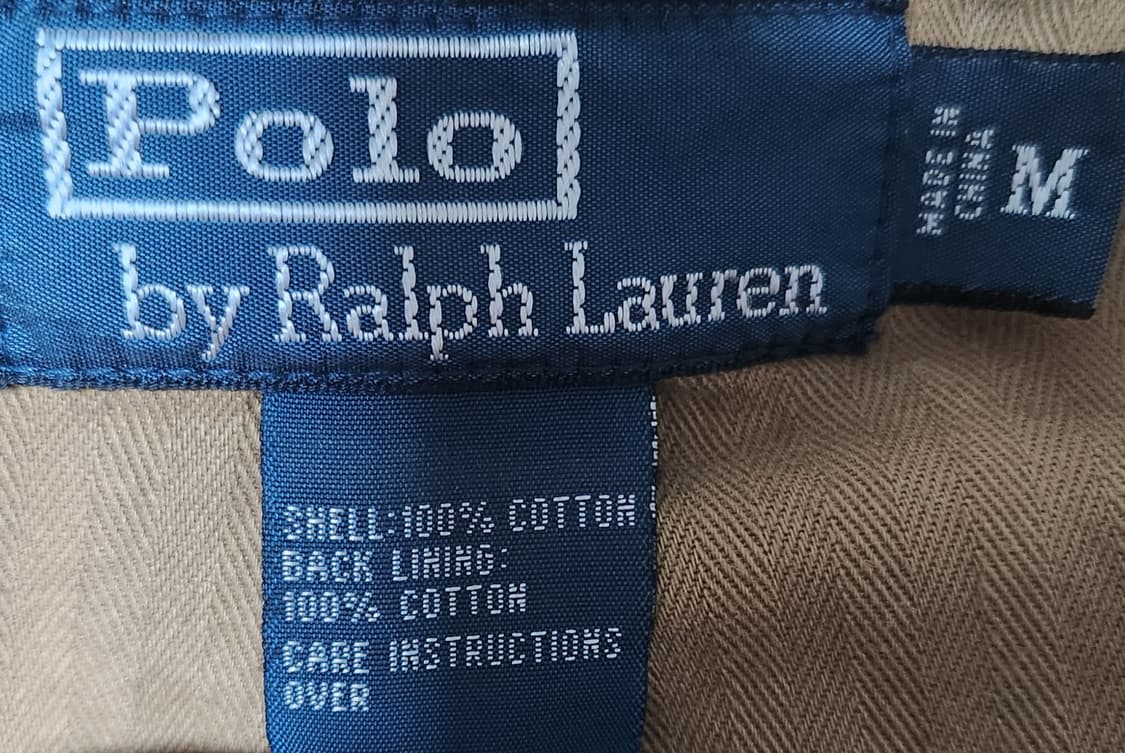 Polo
by Ralph Lauren
MADE IN
CHINA
M
SHELL:100% COTTON
BACK LINING:
100% COTTON
CARE INSTRUCTIONS
OVER